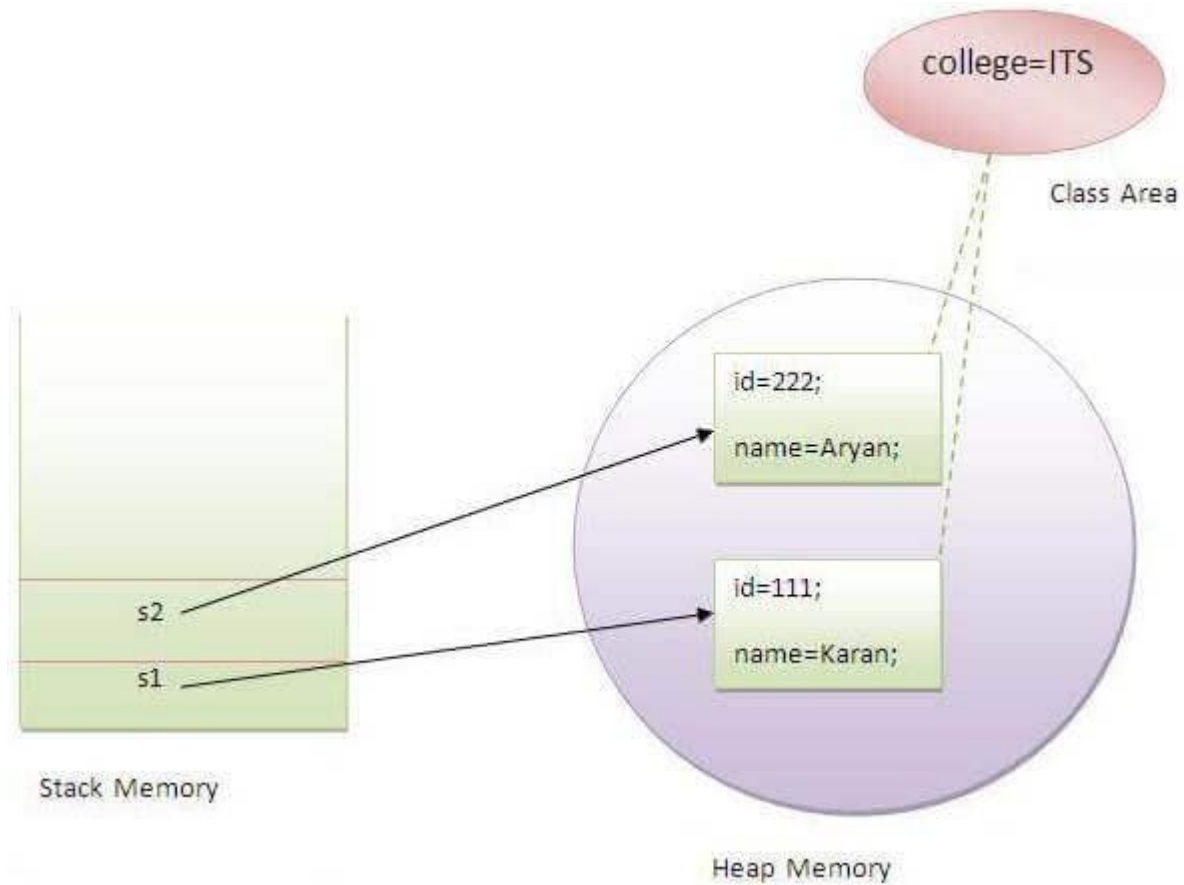 college=ITS
Class Area
id=222;
name=Aryan;
s2
id=111;
name=Karan;
s1
Stack Memory
Heap Memory